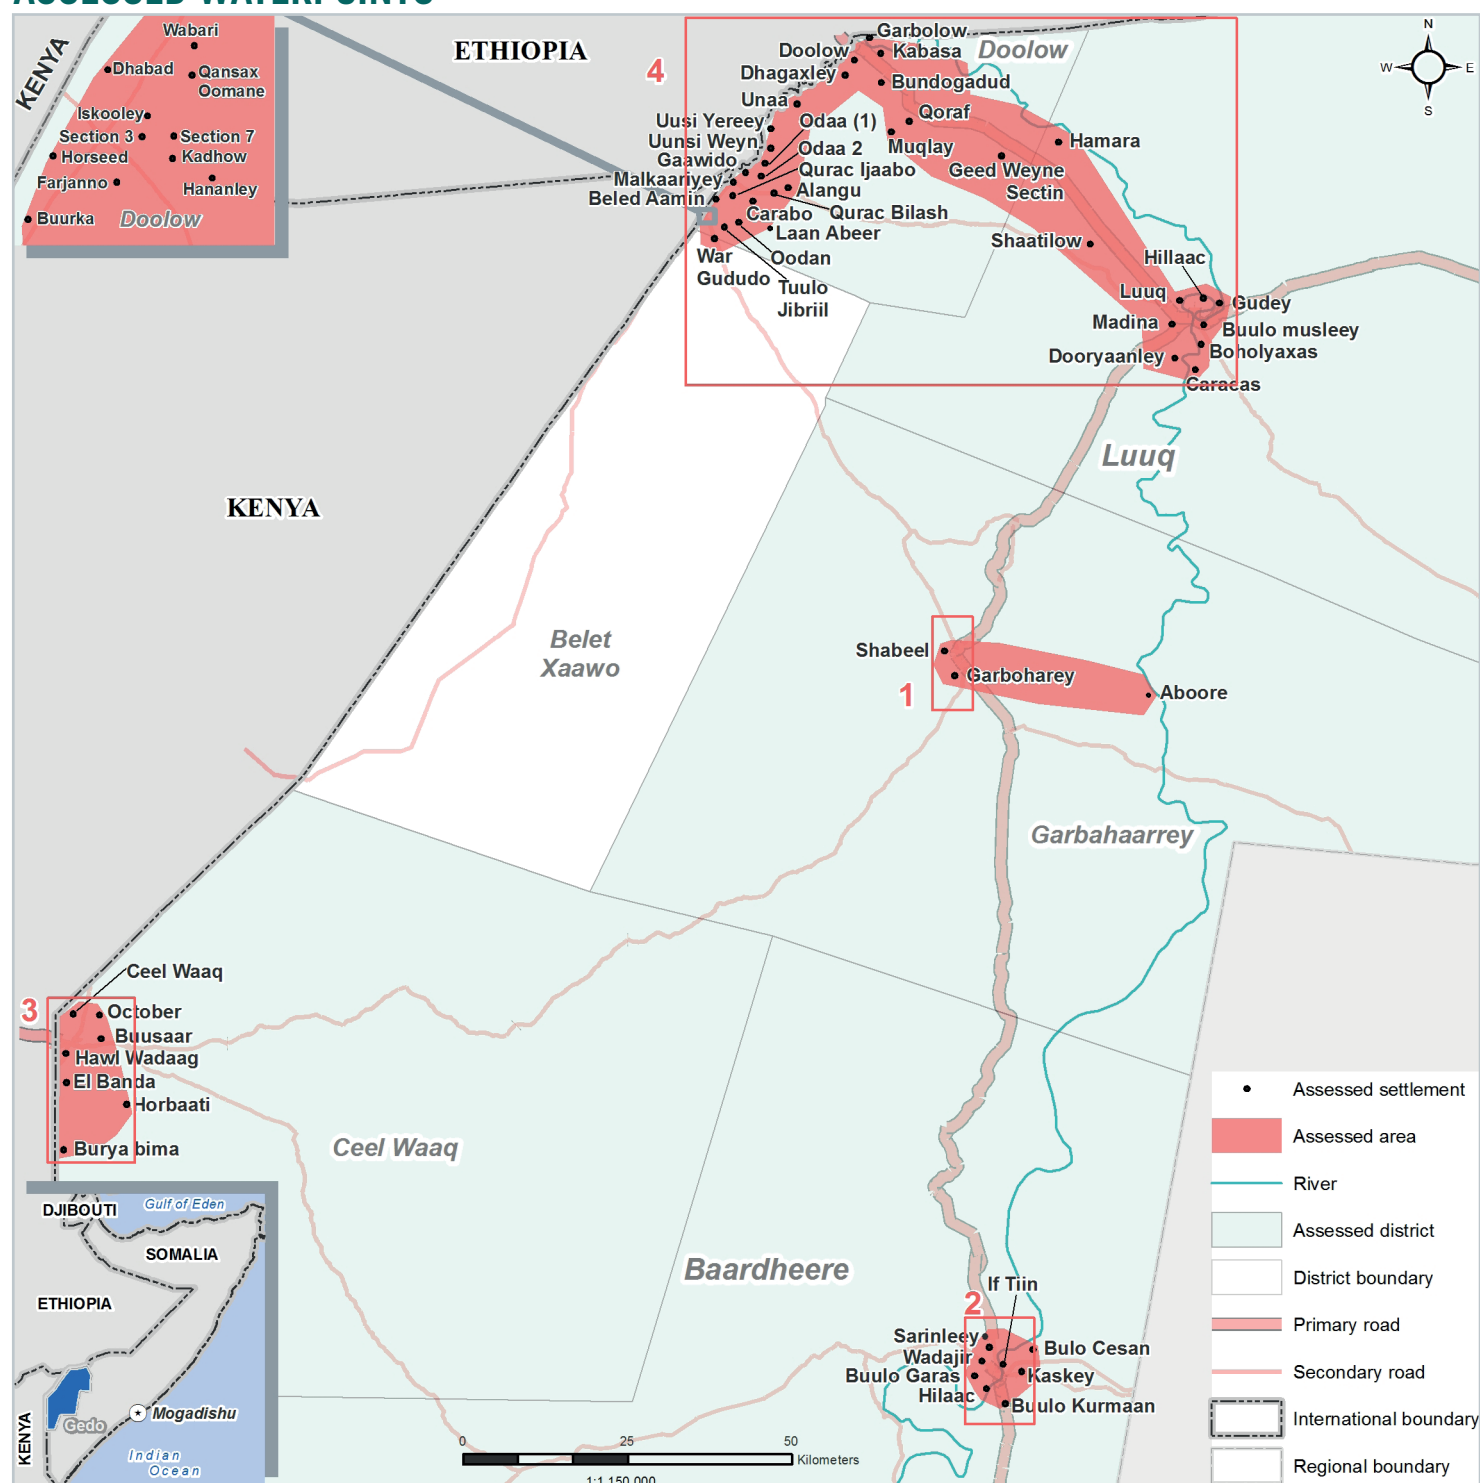 ASSESSED WATERPOINTS
Wabari
Dhabad
Qansax
Oomane
Iskooley
Section 3
Section 7
Horseed
Kadhow
Farjanno
Hananley
Buurka
Doolow
KENYA
ETHIOPIA
4
Garbolow
Doolow
Kabasa
Doolow
Dhagaxley
Bundogadud
Unaa
Qoraf
Uusi Yereey
Odaa (1)
Uunsi Weyn
Muqlay
Hamara
Gaawido
Odaa 2
Geed Weyne
Sectin
Malkaariyey
Qurac Ijaabo
Beled Aamin
Alangu
Carabo
Qurac Bilash
Laan Abeer
War
Gududo
Oodan
Tuulo
Jibriil
Shaatilow
Hillaac
Luuq
Gudey
Madina
Buulo musleey
Dooryaanley
Boholyaxas
Caracas
N
W
E
S
KENYA
Luuq
Belet
Xaawo
Shabeel
Garboharey
1
Aboore
Garbahaarrey
3
Ceel Waaq
October
Buusaar
Hawl Wadaag
El Banda
Horbaati
Burya bima
Ceel Waaq
Baardheere
If Tiin
2
Sarinleey
Wadajir
Bulo Cesan
Buulo Garas
Kaskey
Hilaac
Buulo Kurmaan
DJIBOUTI
Gulf of Eden
SOMALIA
ETHIOPIA
KENYA
Gedo
Mogadishu
Indian
Ocean
0
25
50
Kilometers
1:1,150,000
Assessed settlement
Assessed area
River
Assessed district
District boundary
Primary road
Secondary road
International boundary
Regional boundary